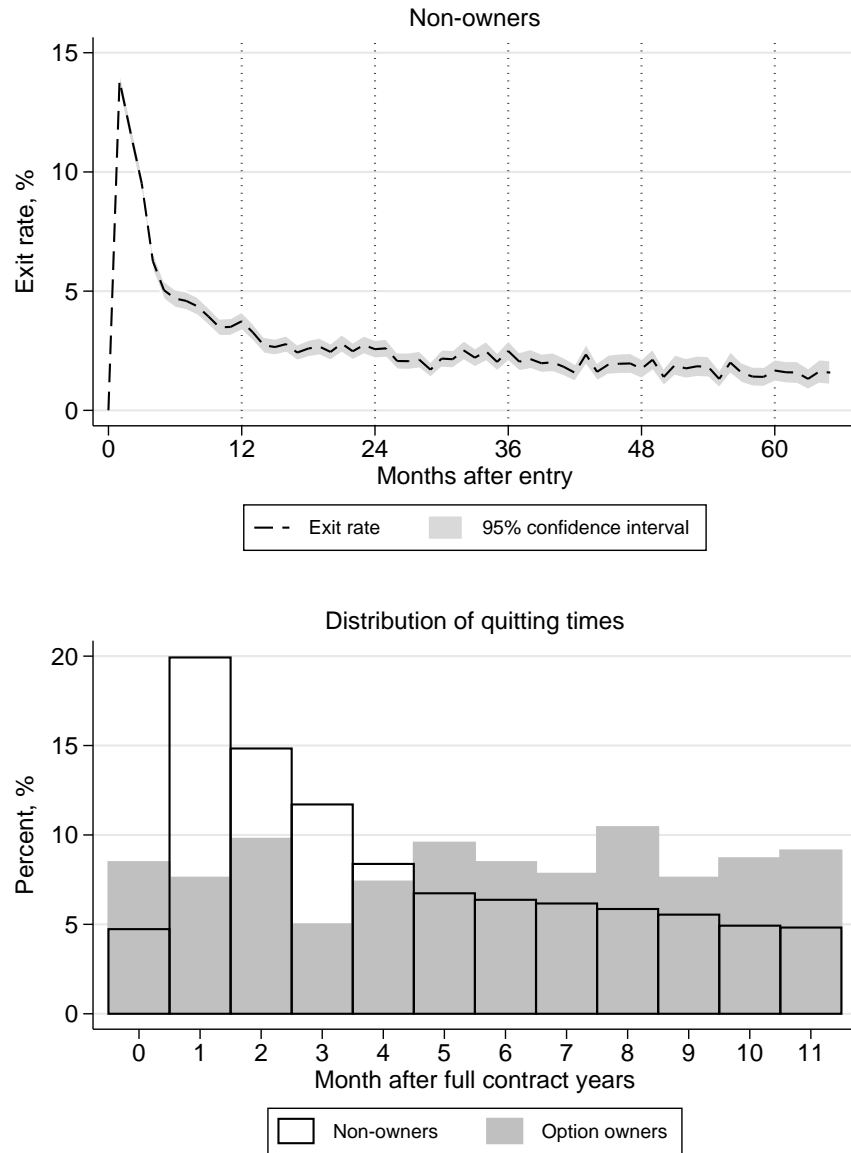 Non-owners
15
10
5
0
Exit rate, %
0 12 24 36 48 60
Months after entry
Exit rate 95% confidence interval
Distribution of quitting times
20
15
10
5
0
Percent, %
0 1 2 3 4 5 6 7 8 9 10 11
Month after full contract years
Non-owners Option owners